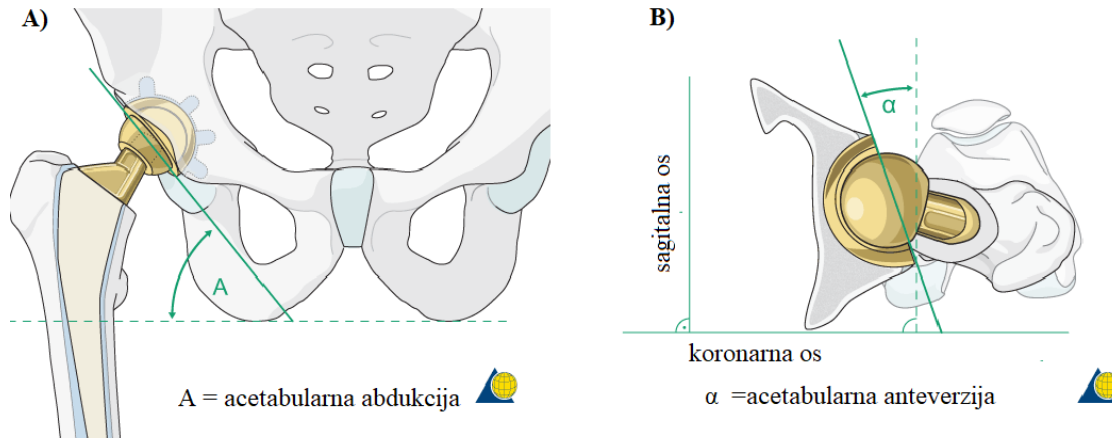 A)
A
A = acetabularna abdukcija
B)
α
sagitalna os
koronarna os
α =acetabularna anteverzija